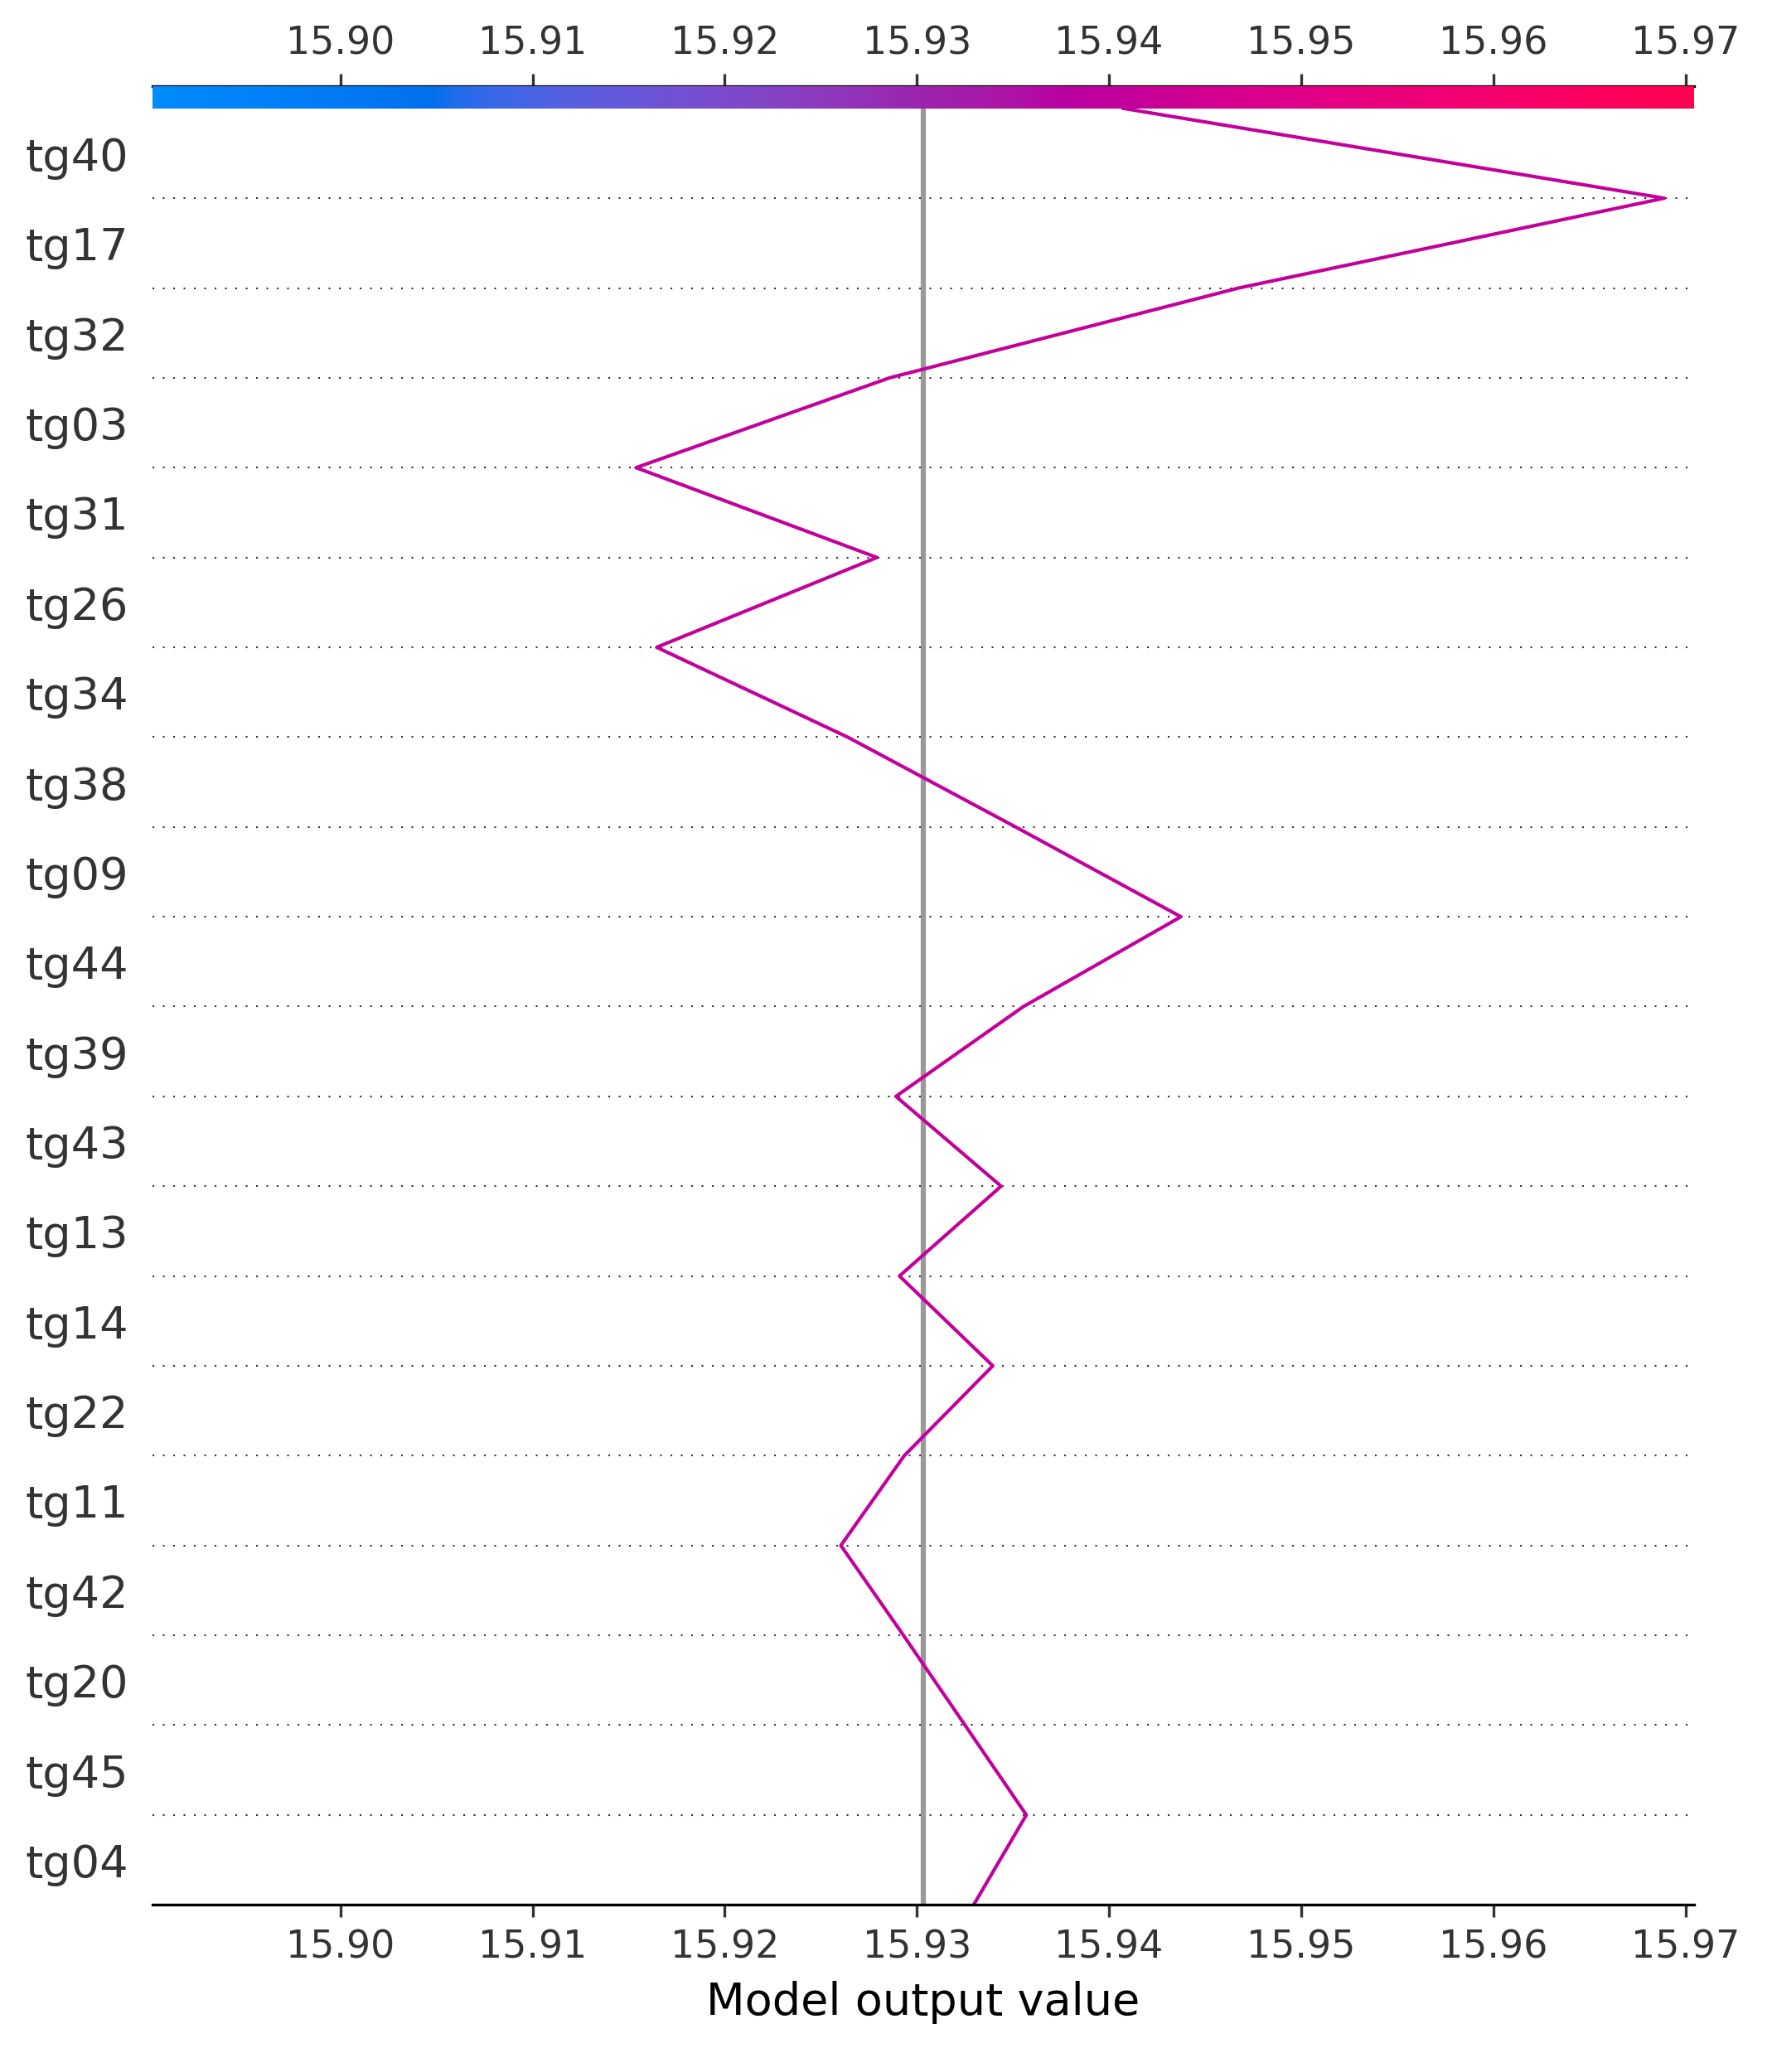 15.90 15.91 15.92 15.93 15.94 15.95 15.96 15.97
tg40
tg17
tg32
tg03
tg31
tg26
tg34
tg38
tg09
tg44
tg39
tg43
tg13
tg14
tg22
tg11
tg42
tg20
tg45
tg04
15.90 15.91 15.92 15.93 15.94 15.95 15.96 15.97
Model output value